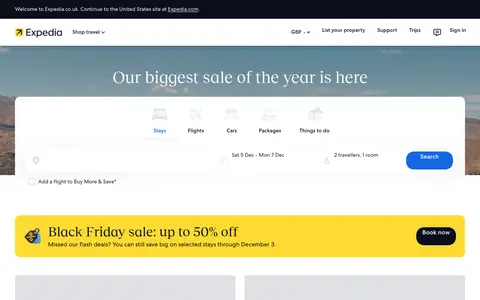 Welcome to Expedia.co.uk. Continue to the United States site at Expedia.com.
Expedia
Shop travel
GBP
List your property
Support
Trips
Sign in
Our biggest sale of the year is here
Stays
Flights
Cars
Packages
Things to do
Sat 5 Dec - Mon 7 Dec
2 travellers, 1 room
Search
Add a flight to Buy More & Save*
Black Friday sale: up to 50% off
Missed our flash deals? You can still save big on selected stays through December 3.
Book now